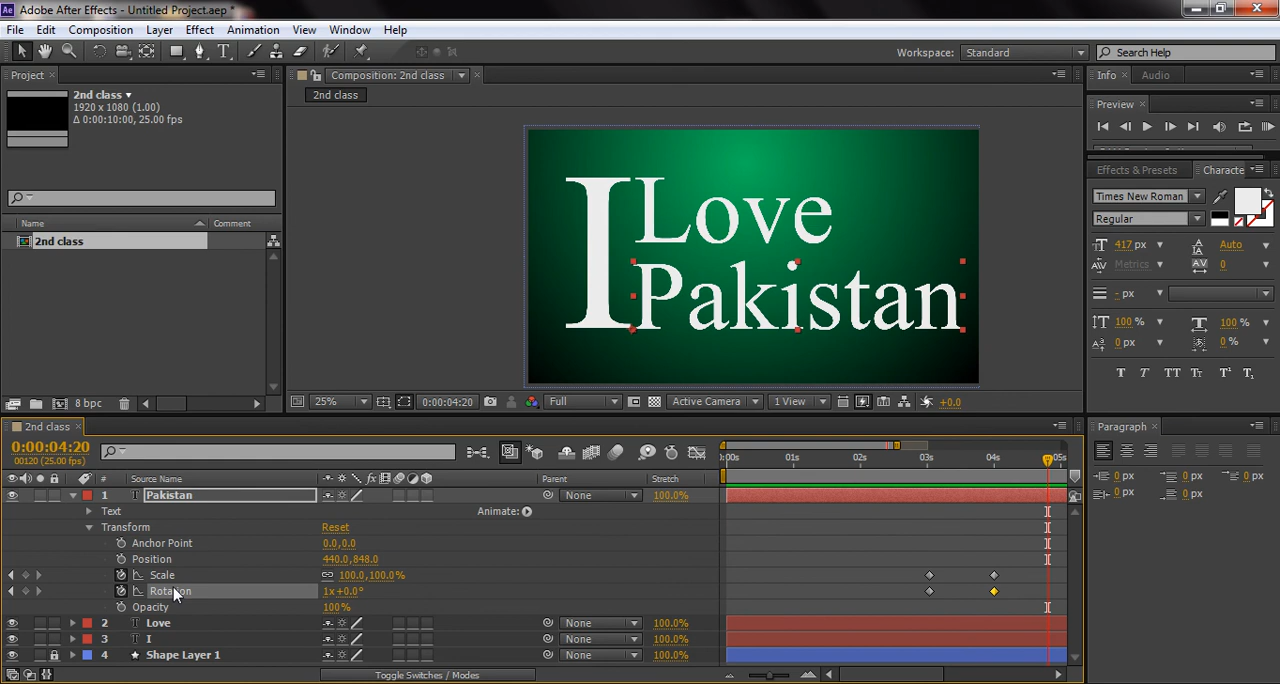 Adobe After Effects - Untitled Project.aep *
File Edit Composition Layer Effect Animation View Window Help
Workspace: Standard Search Help
Project
Composition: 2nd class
Info Audio
2nd class
1920 x 1080 (1.00)
Δ 0:00:10:00, 25.00 fps
2nd class
Preview
Effects & Presets Characte
Times New Roman
Regular
417 px Auto
Metrics 0
- px
100 % 100 %
0 px 0 %
T T TT Tт T¹ T₁
Name Comment
2nd class
I Love
Pakistan
8 bpc
25% 0:00:04:20 Full Active Camera 1 View +0.0
2nd class
Paragraph
0:00:04:20
00120 (25.00 fps)
:00s 01s 02s 03s 04s 05s
# Source Name Parent Stretch
1 T Pakistan None 100.0%
Text Animate:
Transform Reset
Anchor Point 0.0,0.0
Position 440.0,848.0
Scale 100.0,100.0%
Rotation 1x+0.0°
Opacity 100%
2 T Love None 100.0%
3 T I None 100.0%
4 Shape Layer 1 None 100.0%
Toggle Switches / Modes
0 px 0 px 0 px
0 px 0 px